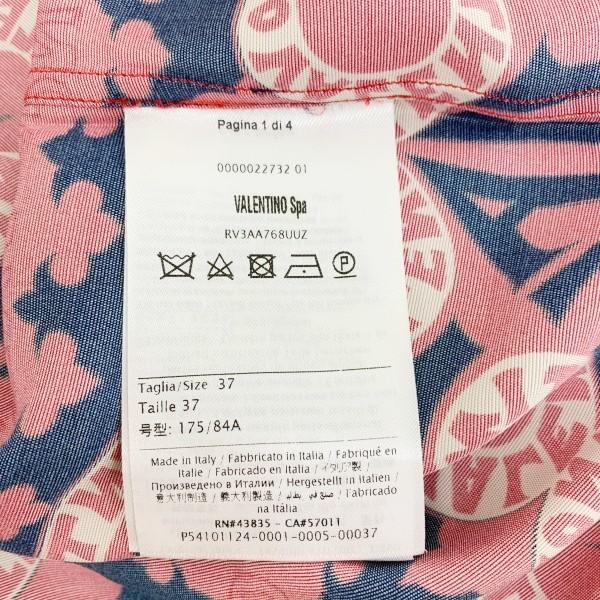 Pagina 1 di 4
0000022732 01
VALENTINO Spa
RV3AA768UUZ
P
Taglia/Size 37
Taille 37
号型: 175/84A
Made in Italy / Fabbricato in Italia / Fabriqué en
Italie / Fabricado en Italia / イタリア製 /
Произведено в Италии / Hergestellt in Italien /
意大利制造 / 義大利製造 / صنع في إيطاليا / Fabricado
na Italia
RN#43835 - CA#57011
P54101124-0001-0005-00037